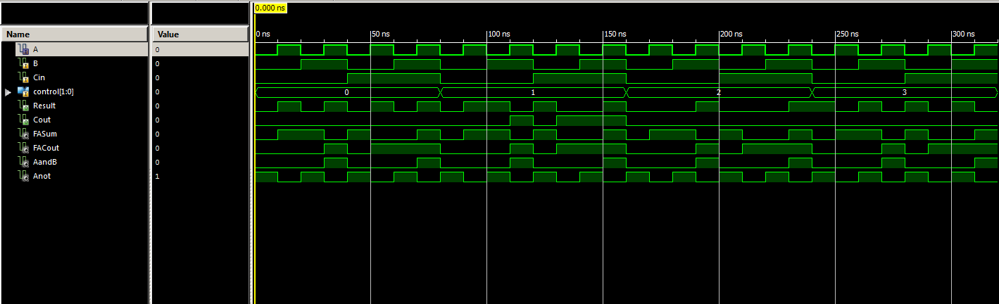 0.000 ns
Name Value
0 ns 50 ns 100 ns 150 ns 200 ns 250 ns 300 ns
A 0
B 0
Cin 0
control[1:0] 0 0 1 2 3
Result 0
Cout 0
FASum 0
FACout 0
AandB 0
Anot 1